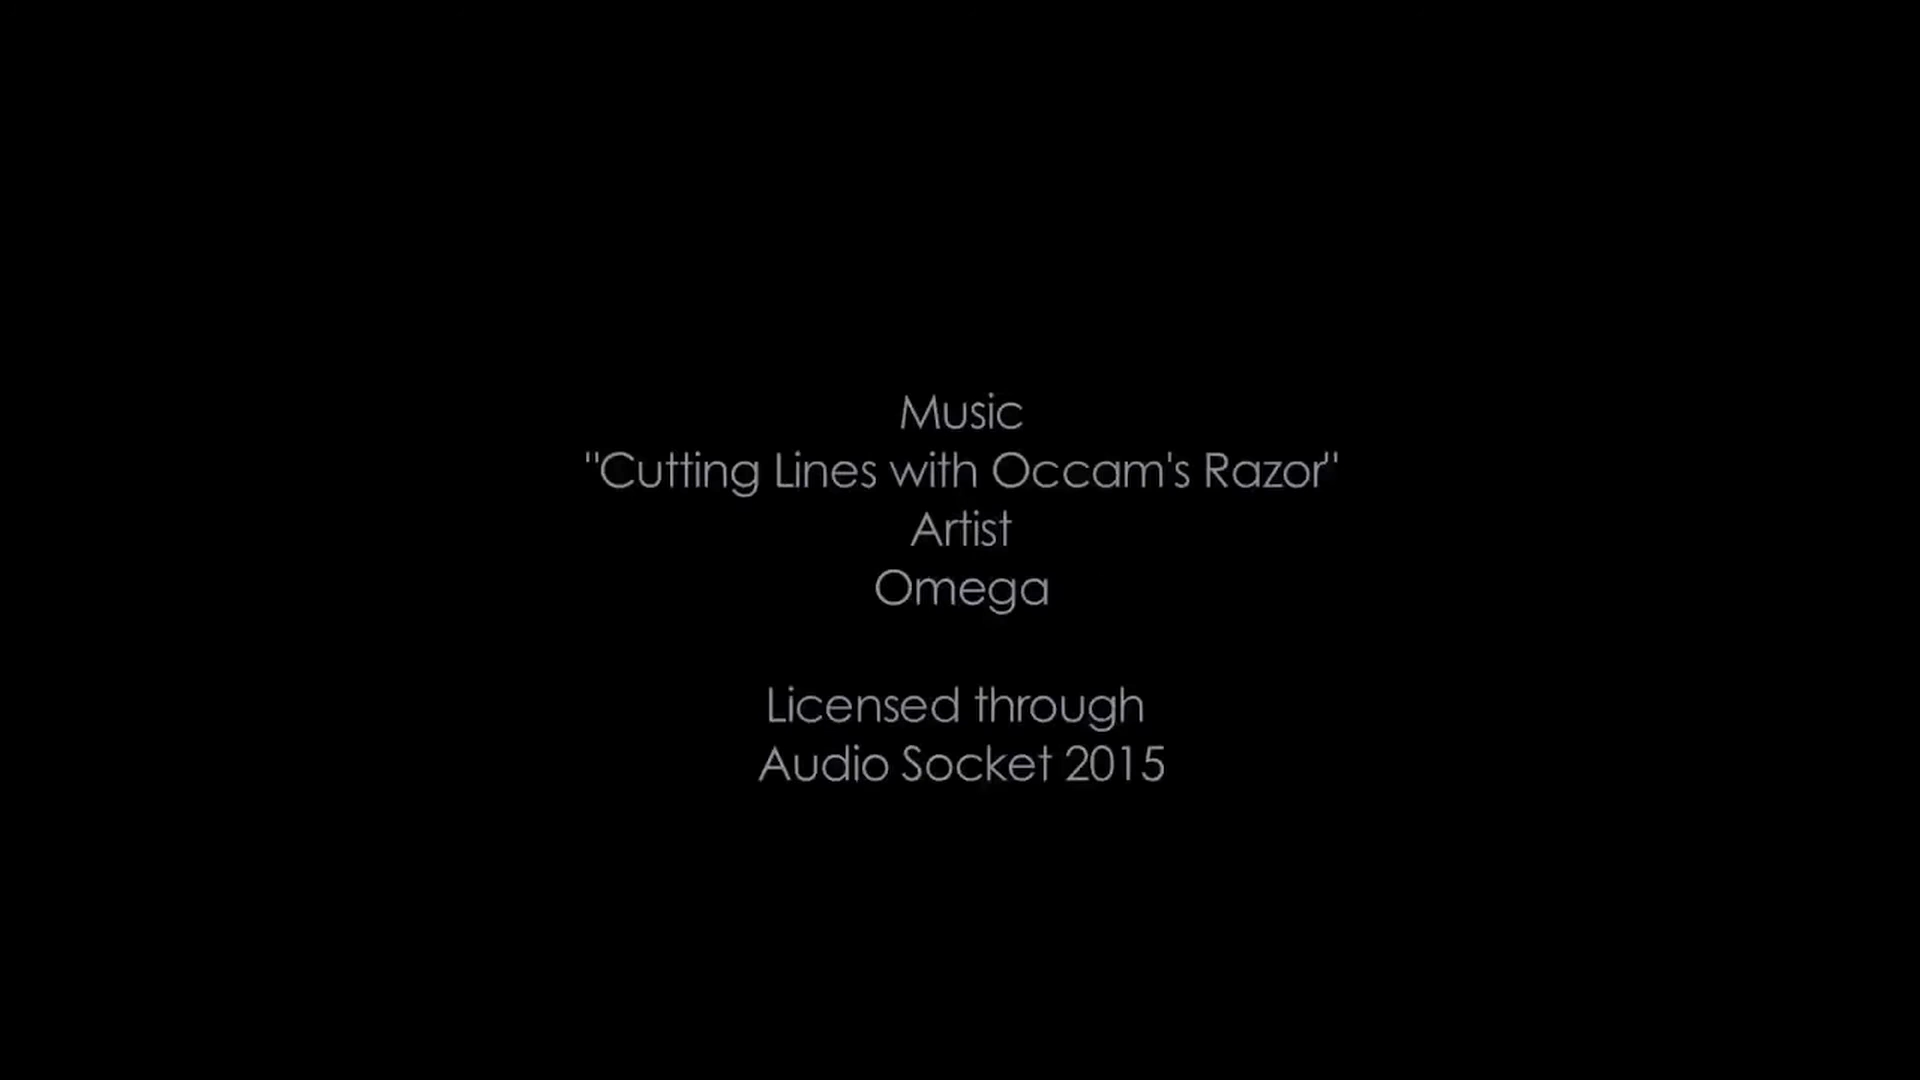 Music
"Cutting Lines with Occam's Razor"
Artist
Omega
Licensed through
Audio Socket 2015